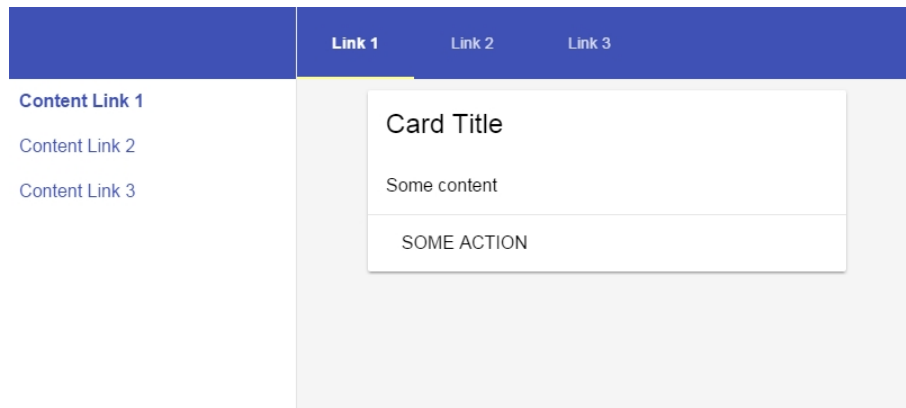 Link 1 Link 2 Link 3
Content Link 1
Content Link 2
Content Link 3
Card Title
Some content
SOME ACTION